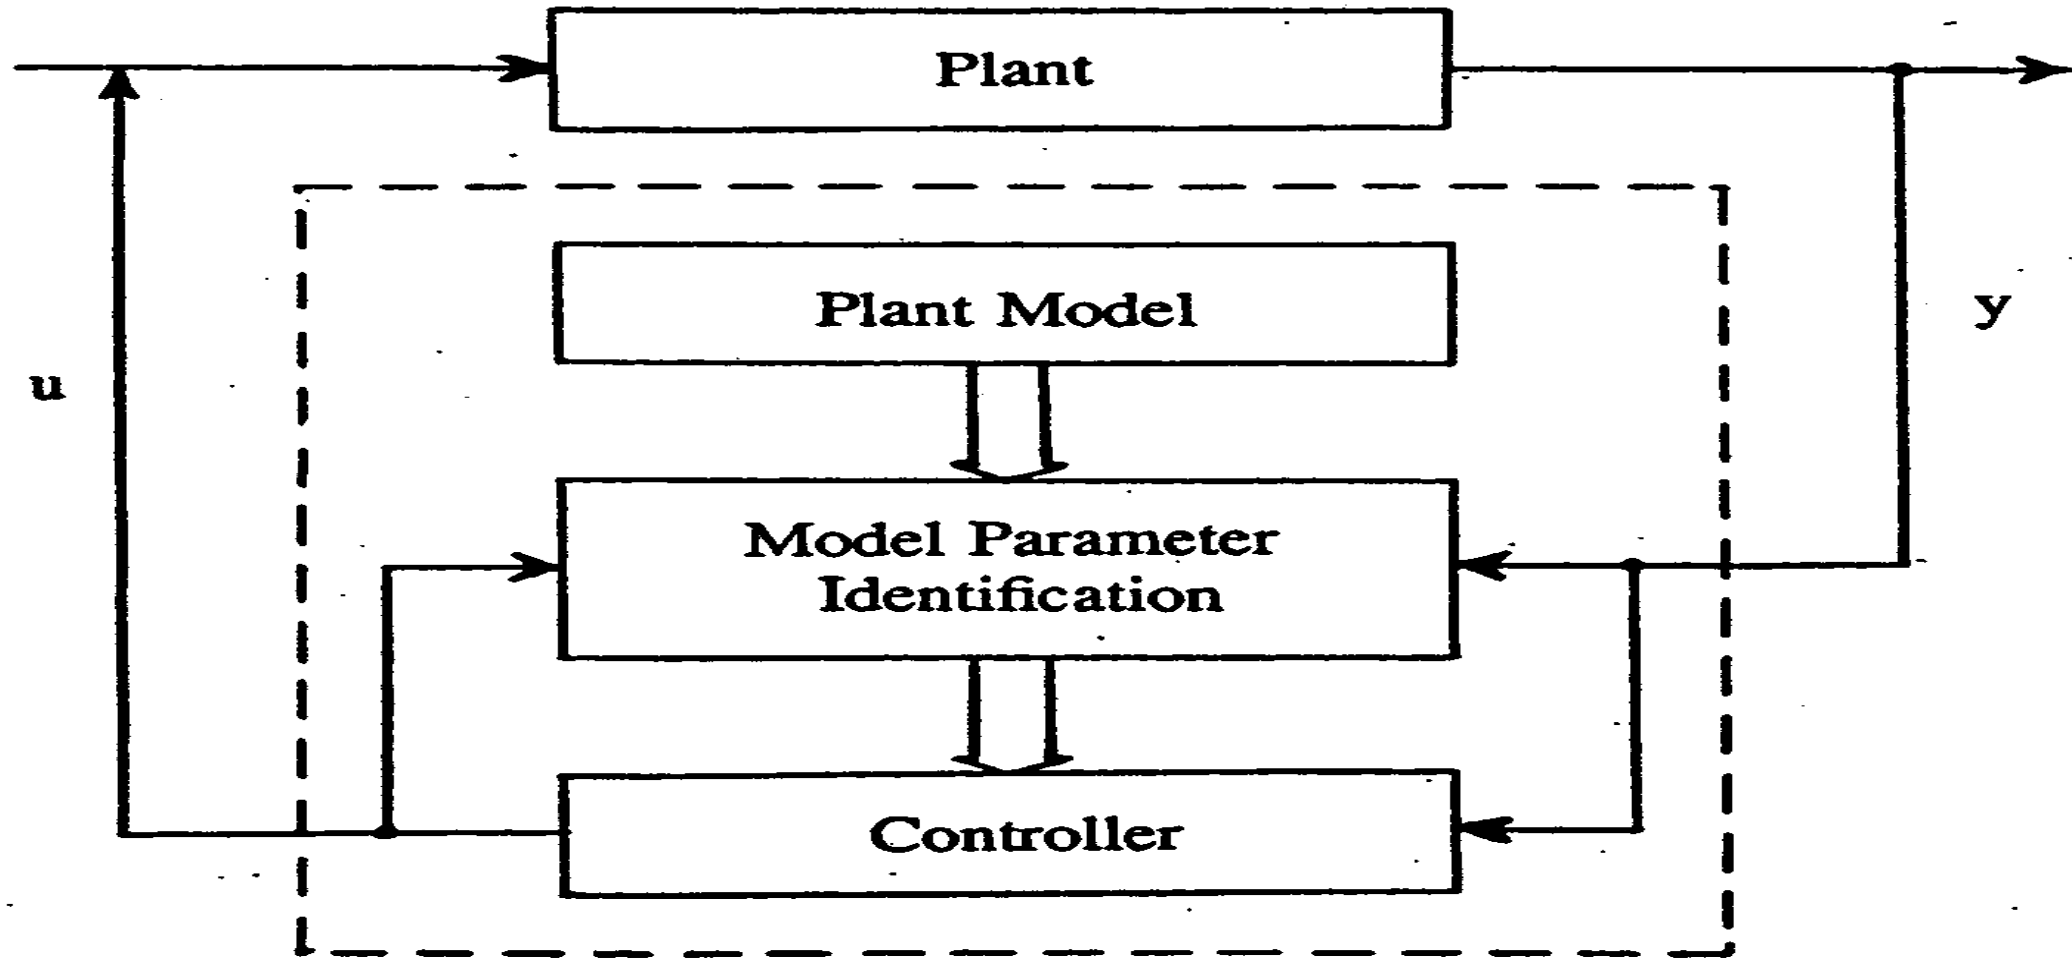 Plant
Plant Model
y
u
Model Parameter
Identification
Controller